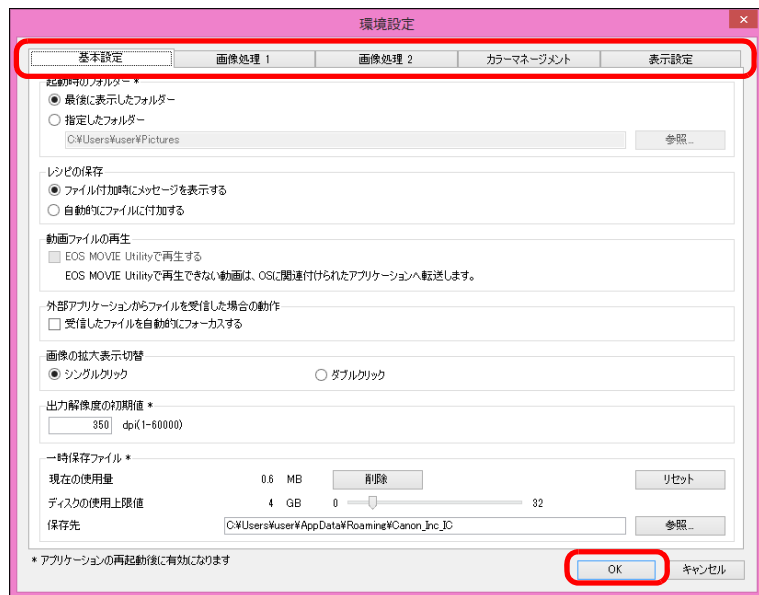 環境設定
基本設定 画像処理 1 画像処理 2 カラーマネージメント 表示設定
起動時のフォルダー *
最後に表示したフォルダー
指定したフォルダー
C:¥Users¥user¥Pictures 参照...
レシピの保存
ファイル付加時にメッセージを表示する
自動的にファイルに付加する
動画ファイルの再生
EOS MOVIE Utilityで再生する
EOS MOVIE Utilityで再生できない動画は、OSに関連付けられたアプリケーションへ転送します。
外部アプリケーションからファイルを受信した場合の動作
受信したファイルを自動的にフォーカスする
画像の拡大表示切替
シングルクリック ダブルクリック
出力解像度の初期値 *
350 dpi(1-60000)
一時保存ファイル *
現在の使用量 0.6 MB 削除 リセット
ディスクの使用上限値 4 GB 0 32
保存先 C:¥Users¥user¥AppData¥Roaming¥Canon_Inc_IC 参照...
* アプリケーションの再起動後に有効になります
OK キャンセル